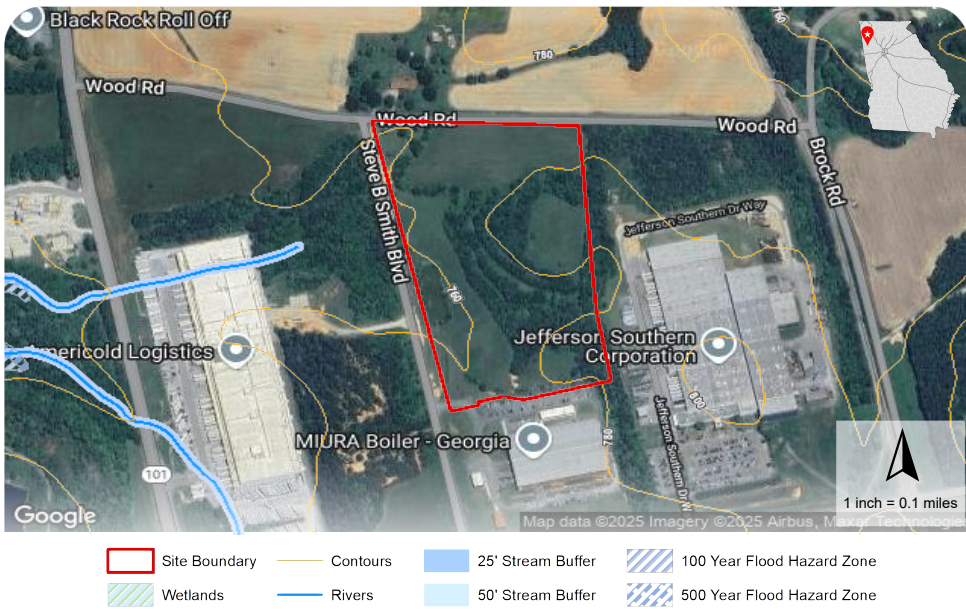 Black Rock Roll Off
760
780
Wood Rd
Wood Rd
Wood Rd
Brock Rd
Steve B Smith Blvd
Jefferson Southern Dr Way
760
Americold Logistics
Jefferson Southern
Corporation
800
MIURA Boiler - Georgia
780
Jefferson Southern Dr W
101
1 inch = 0.1 miles
Google
Map data ©2025 Imagery ©2025 Airbus, Maxar Technologies
Site Boundary
Contours
25' Stream Buffer
100 Year Flood Hazard Zone
Wetlands
Rivers
50' Stream Buffer
500 Year Flood Hazard Zone